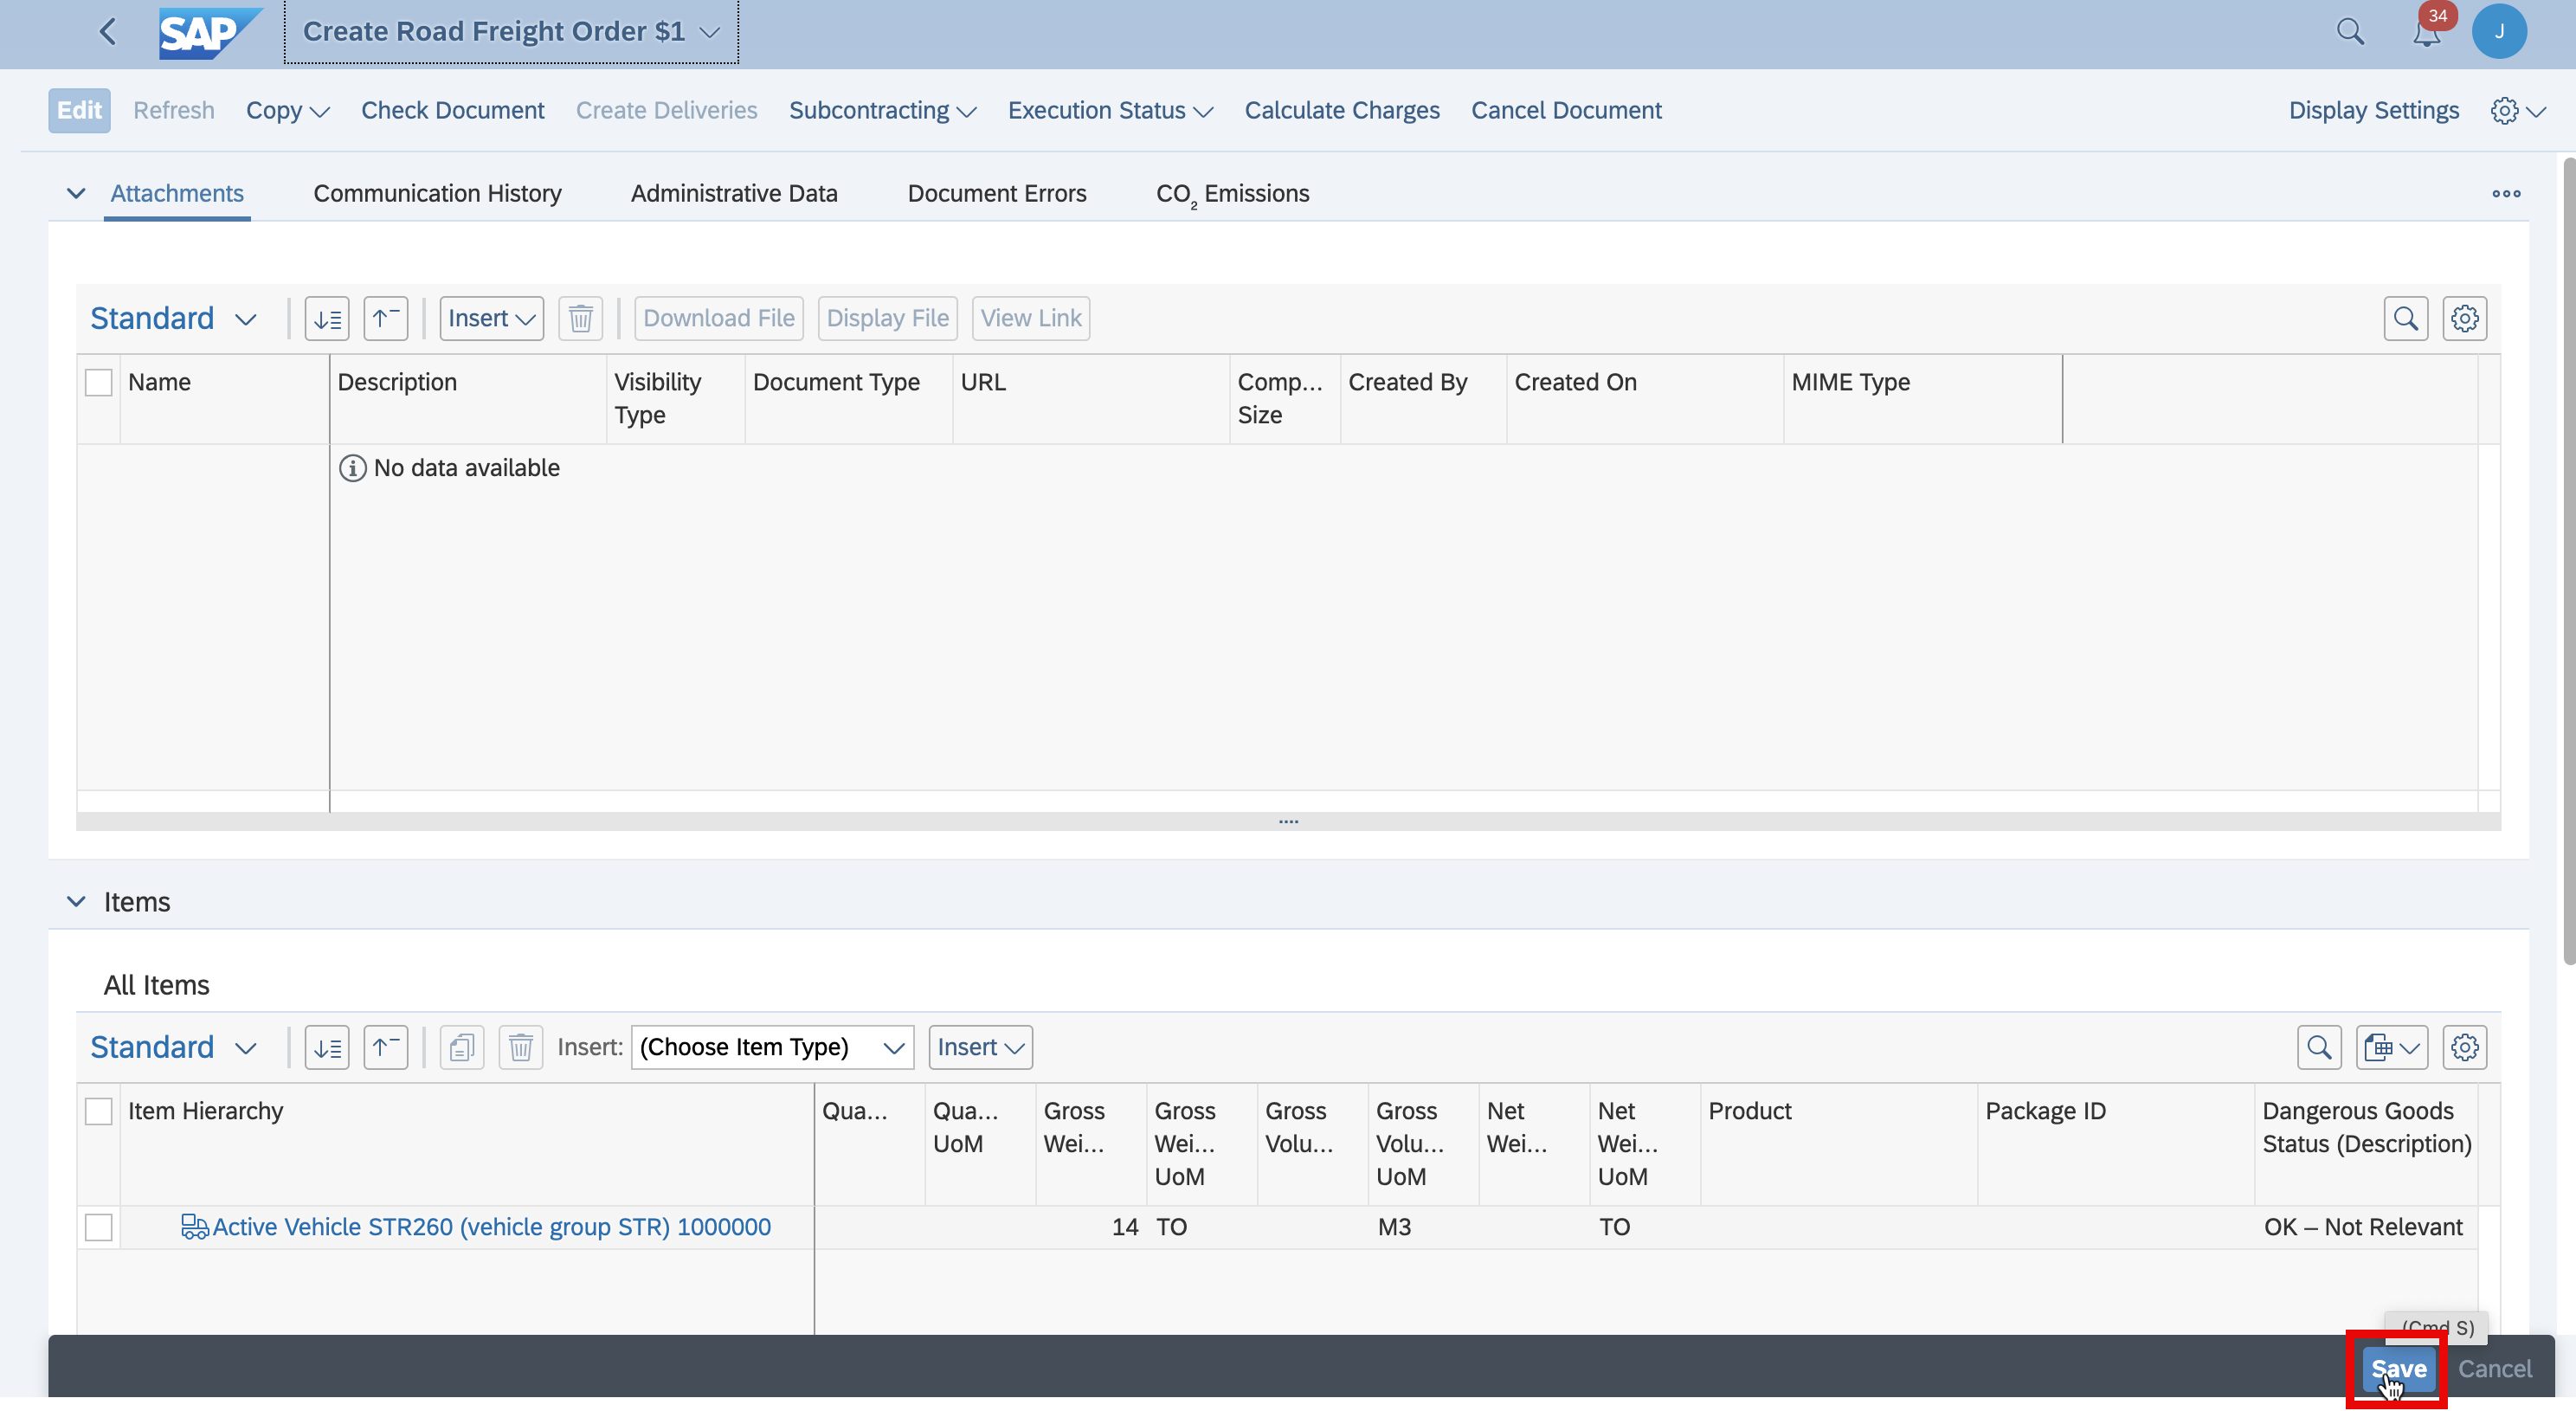 SAP
Create Road Freight Order $1
34
J
Edit Refresh Copy Check Document Create Deliveries Subcontracting Execution Status Calculate Charges Cancel Document Display Settings
Attachments Communication History Administrative Data Document Errors CO2 Emissions
Standard Insert Download File Display File View Link
Name Description Visibility Type Document Type URL Comp... Size Created By Created On MIME Type
No data available
Items
All Items
Standard Insert: (Choose Item Type) Insert
Item Hierarchy Qua... Qua... UoM Gross Wei... Gross Wei... UoM Gross Volu... Gross Volu... UoM Net Wei... Net Wei... UoM Product Package ID Dangerous Goods Status (Description)
Active Vehicle STR260 (vehicle group STR) 1000000 14 TO M3 TO OK – Not Relevant
(Cmd S)
Save Cancel